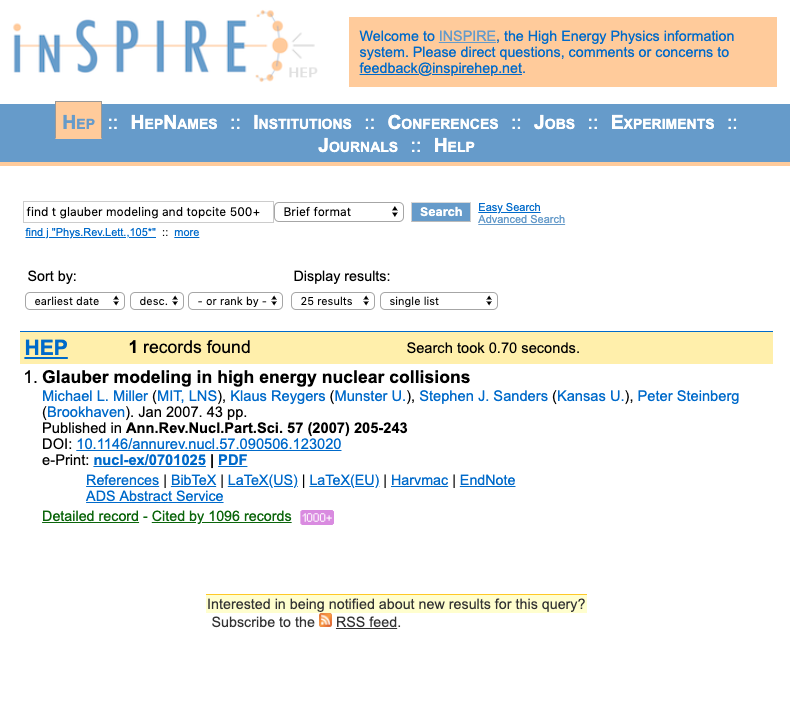 inSPIRE HEP
Welcome to INSPIRE, the High Energy Physics information
system. Please direct questions, comments or concerns to
feedback@inspirehep.net.
HEP :: HEPNAMES :: INSTITUTIONS :: CONFERENCES :: JOBS :: EXPERIMENTS ::
JOURNALS :: HELP
find t glauber modeling and topcite 500+ Brief format Search Easy Search
Advanced Search
find j "Phys.Rev.Lett.,105*" :: more
Sort by: Display results:
earliest date desc. - or rank by - 25 results single list
HEP 1 records found Search took 0.70 seconds.
1. Glauber modeling in high energy nuclear collisions
Michael L. Miller (MIT, LNS), Klaus Reygers (Munster U.), Stephen J. Sanders (Kansas U.), Peter Steinberg
(Brookhaven). Jan 2007. 43 pp.
Published in Ann.Rev.Nucl.Part.Sci. 57 (2007) 205-243
DOI: 10.1146/annurev.nucl.57.090506.123020
e-Print: nucl-ex/0701025 | PDF
References | BibTeX | LaTeX(US) | LaTeX(EU) | Harvmac | EndNote
ADS Abstract Service
Detailed record - Cited by 1096 records 1000+
Interested in being notified about new results for this query?
Subscribe to the RSS feed.